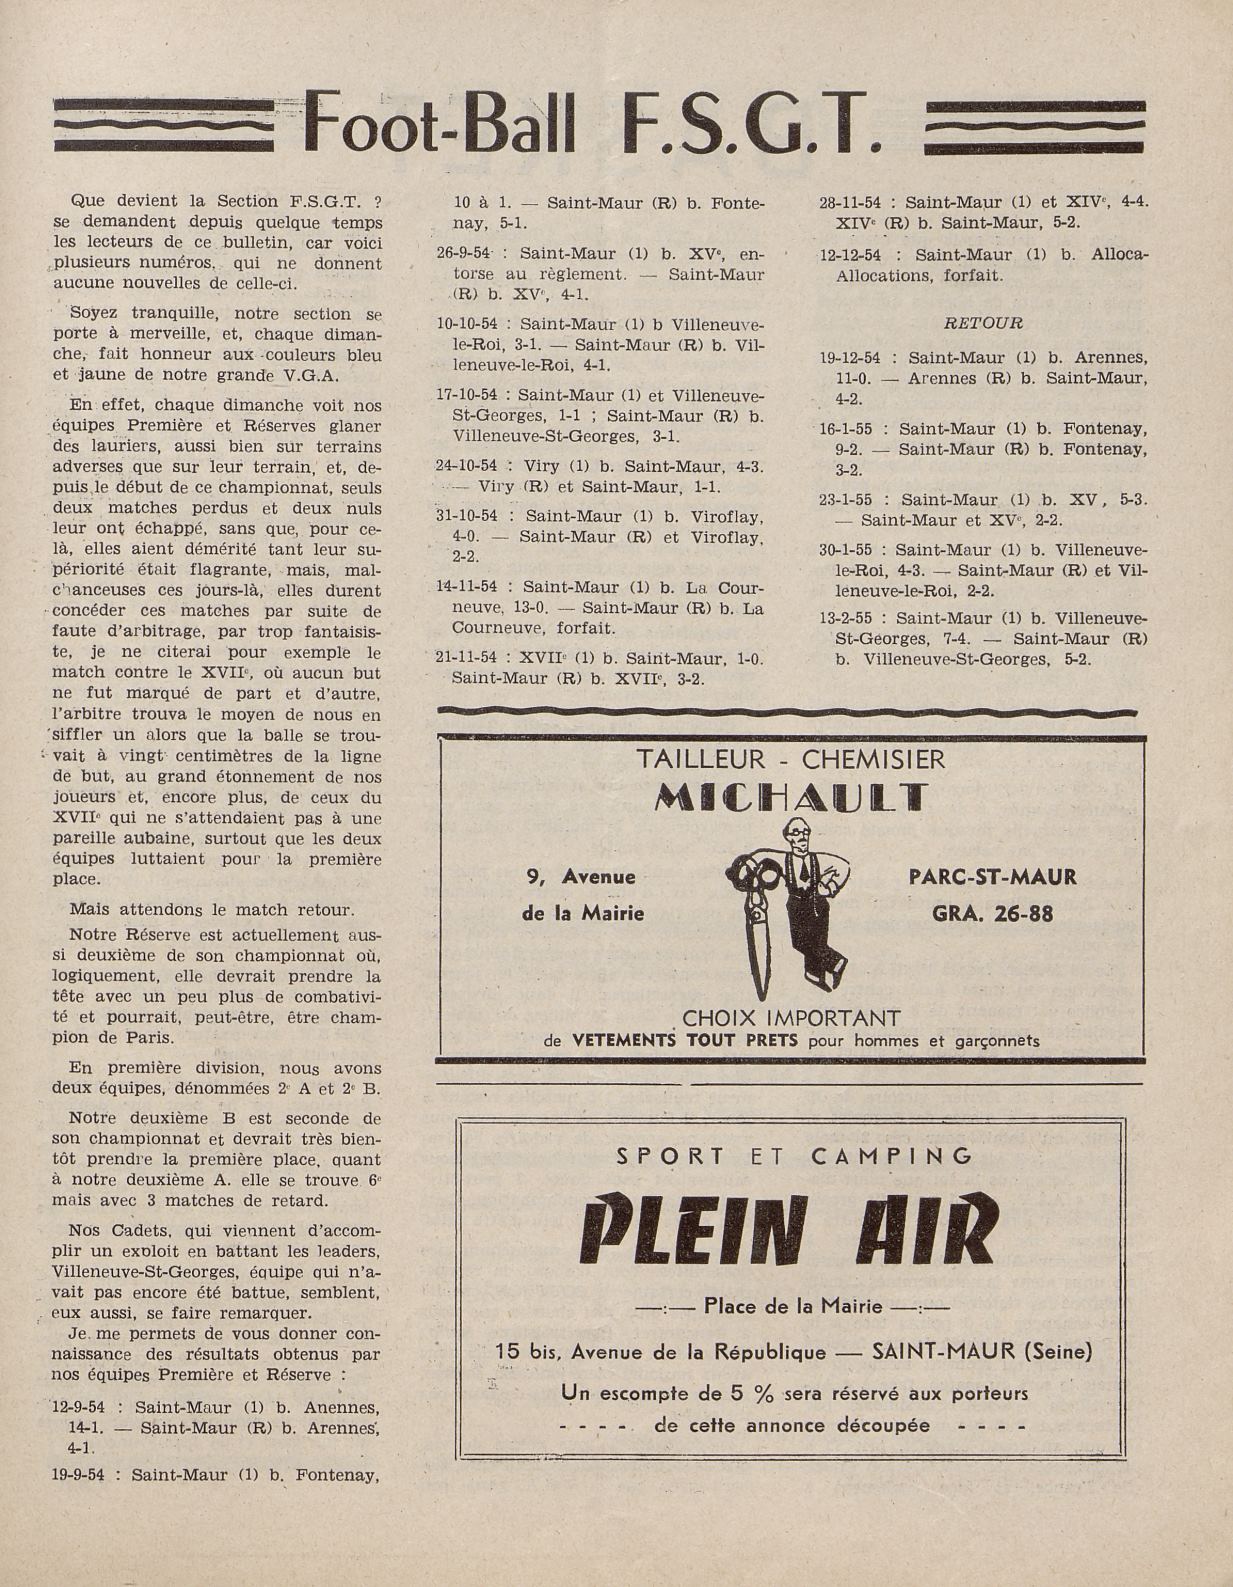 Foot-Ball F.S.G.T.
Que devient la Section F.S.G.T. ?
se demandent depuis quelque temps
les lecteurs de ce bulletin, car voici
plusieurs numéros, qui ne donnent
aucune nouvelles de celle-ci.
Soyez tranquille, notre section se
porte à merveille, et, chaque diman-
che, fait honneur aux couleurs bleu
et jaune de notre grande V.G.A.
En effet, chaque dimanche voit nos
équipes Première et Réserves glaner
des lauriers, aussi bien sur terrains
adverses que sur leur terrain, et, de-
puis le début de ce championnat, seuls
deux matches perdus et deux nuls
leur ont échappé, sans que, pour ce-
là, elles aient démérité tant leur su-
périorité était flagrante, mais, mal-
chanceuses ces jours-là, elles durent
concéder ces matches par suite de
faute d'arbitrage, par trop fantaisis-
te, je ne citerai pour exemple le
match contre le XVIIe, où aucun but
ne fut marqué de part et d'autre,
l'arbitre trouva le moyen de nous en
siffler un alors que la balle se trou-
vait à vingt centimètres de la ligne
de but, au grand étonnement de nos
joueurs et, encore plus, de ceux du
XVIIe qui ne s'attendaient pas à une
pareille aubaine, surtout que les deux
équipes luttaient pour la première
place.
Mais attendons le match retour.
Notre Réserve est actuellement aus-
si deuxième de son championnat où,
logiquement, elle devrait prendre la
tête avec un peu plus de combativi-
té et pourrait, peut-être, être cham-
pion de Paris.
En première division, nous avons
deux équipes, dénommées 2e A et 2e B.
Notre deuxième B est seconde de
son championnat et devrait très bien-
tôt prendre la première place, quant
à notre deuxième A. elle se trouve 6e
mais avec 3 matches de retard.
Nos Cadets, qui viennent d'accom-
plir un exploit en battant les leaders,
Villeneuve-St-Georges, équipe qui n'a-
vait pas encore été battue, semblent,
eux aussi, se faire remarquer.
Je me permets de vous donner con-
naissance des résultats obtenus par
nos équipes Première et Réserve :
12-9-54 : Saint-Maur (1) b. Anennes,
14-1. — Saint-Maur (R) b. Arennes,
4-1.
19-9-54 : Saint-Maur (1) b. Fontenay,
10 à 1. — Saint-Maur (R) b. Fonte-
nay, 5-1.
26-9-54 : Saint-Maur (1) b. XVe, en-
torse au règlement. — Saint-Maur
(R) b. XVe, 4-1.
10-10-54 : Saint-Maur (1) b Villeneuve-
le-Roi, 3-1. — Saint-Maur (R) b. Vil-
leneuve-le-Roi, 4-1.
17-10-54 : Saint-Maur (1) et Villeneuve-
St-Georges, 1-1 ; Saint-Maur (R) b.
Villeneuve-St-Georges, 3-1.
24-10-54 : Viry (1) b. Saint-Maur, 4-3.
— Viry (R) et Saint-Maur, 1-1.
31-10-54 : Saint-Maur (1) b. Viroflay,
4-0. — Saint-Maur (R) et Viroflay,
2-2.
14-11-54 : Saint-Maur (1) b. La Cour-
neuve, 13-0. — Saint-Maur (R) b. La
Courneuve, forfait.
21-11-54 : XVIIe (1) b. Saint-Maur, 1-0.
Saint-Maur (R) b. XVIIe, 3-2.
28-11-54 : Saint-Maur (1) et XIVe, 4-4.
XIVe (R) b. Saint-Maur, 5-2.
12-12-54 : Saint-Maur (1) b. Alloca-
Allocations, forfait.
RETOUR
19-12-54 : Saint-Maur (1) b. Arennes,
11-0. — Arennes (R) b. Saint-Maur,
4-2.
16-1-55 : Saint-Maur (1) b. Fontenay,
9-2. — Saint-Maur (R) b. Fontenay,
3-2.
23-1-55 : Saint-Maur (1) b. XV, 5-3.
— Saint-Maur et XVe, 2-2.
30-1-55 : Saint-Maur (1) b. Villeneuve-
le-Roi, 4-3. — Saint-Maur (R) et Vil-
leneuve-le-Roi, 2-2.
13-2-55 : Saint-Maur (1) b. Villeneuve-
St-Georges, 7-4. — Saint-Maur (R)
b. Villeneuve-St-Georges, 5-2.
TAILLEUR - CHEMISIER
MICHAULT
9, Avenue
de la Mairie
PARC-ST-MAUR
GRA. 26-88
CHOIX IMPORTANT
de VETEMENTS TOUT PRETS pour hommes et garçonnets
SPORT ET CAMPING
PLEIN AIR
—:— Place de la Mairie —:—
15 bis, Avenue de la République — SAINT-MAUR (Seine)
Un escompte de 5 % sera réservé aux porteurs
- - - - de cette annonce découpée - - - -